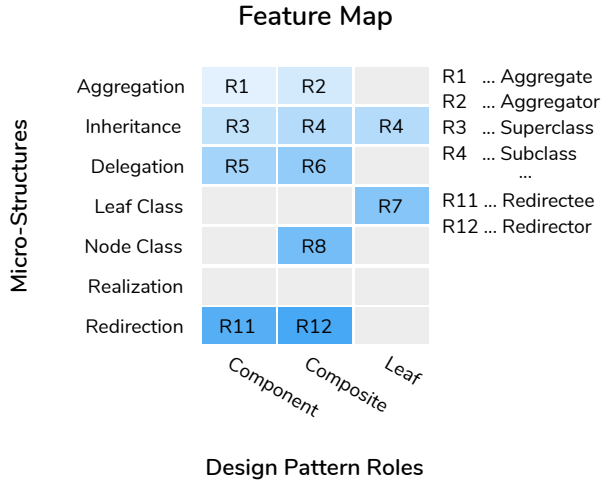 Feature Map
Micro-Structures
Aggregation R1 R2
Inheritance R3 R4 R4
Delegation R5 R6
Leaf Class R7
Node Class R8
Realization
Redirection R11 R12
Component Composite Leaf
Design Pattern Roles
R1 ... Aggregate
R2 ... Aggregator
R3 ... Superclass
R4 ... Subclass
...
R11 ... Redirectee
R12 ... Redirector